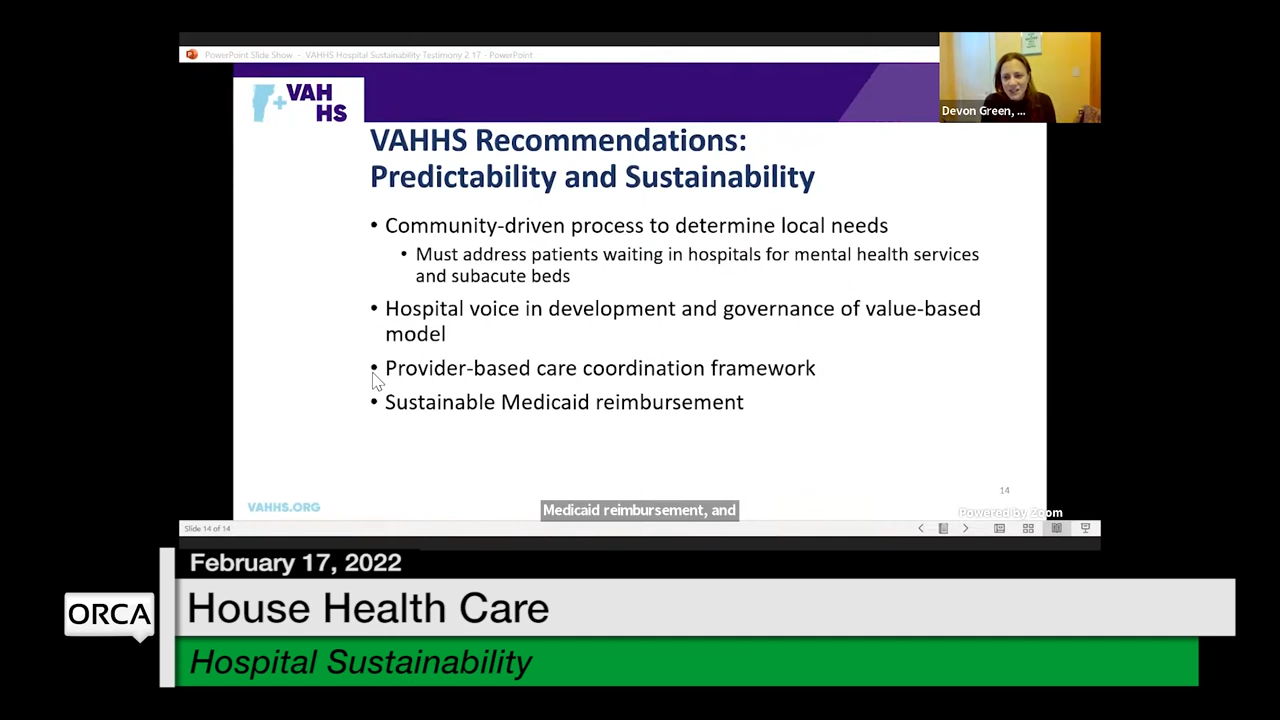 PowerPoint Slide Show - VAHHS Hospital Sustainability Testimony 2 17 - PowerPoint
VAH
HS
Devon Green, ...
VAHHS Recommendations:
Predictability and Sustainability
• Community-driven process to determine local needs
• Must address patients waiting in hospitals for mental health services
and subacute beds
• Hospital voice in development and governance of value-based
model
• Provider-based care coordination framework
• Sustainable Medicaid reimbursement
14
VAHHS.ORG
Medicaid reimbursement, and
Powered by Zoom
Slide 14 of 14
February 17, 2022
ORCA
House Health Care
Hospital Sustainability